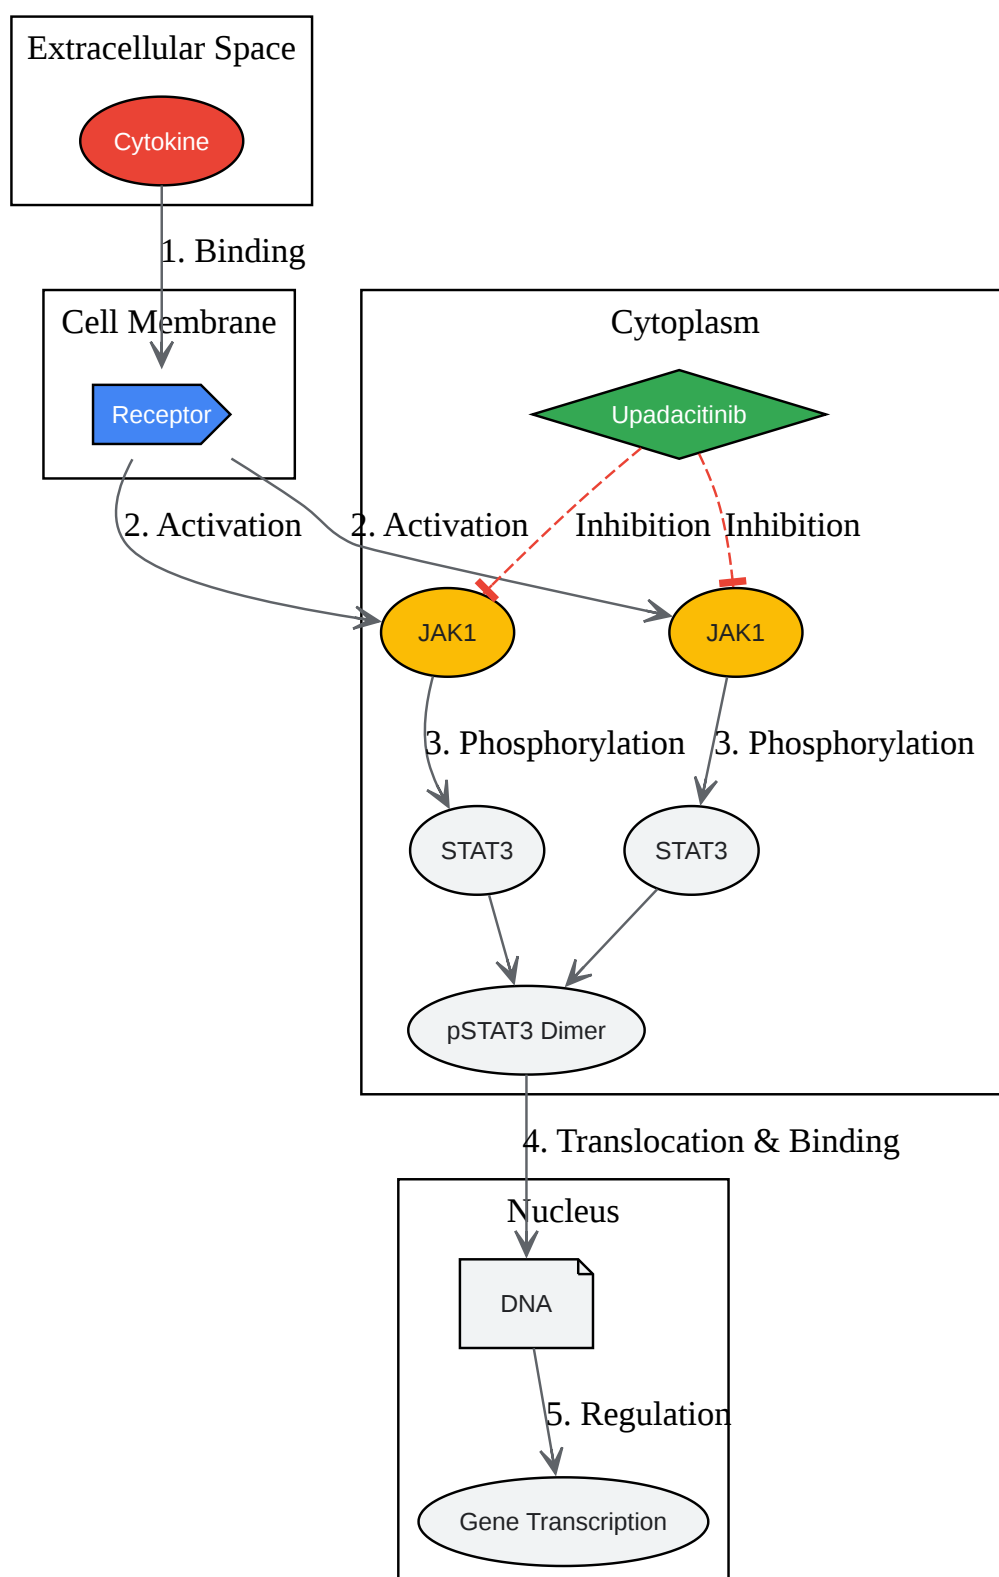 Extracellular Space
Cytokine
1. Binding
Cell Membrane
Receptor
Cytoplasm
Upadacitinib
2. Activation
2. Activation
Inhibition
Inhibition
JAK1
JAK1
3. Phosphorylation
3. Phosphorylation
STAT3
STAT3
pSTAT3 Dimer
4. Translocation & Binding
Nucleus
DNA
5. Regulation
Gene Transcription